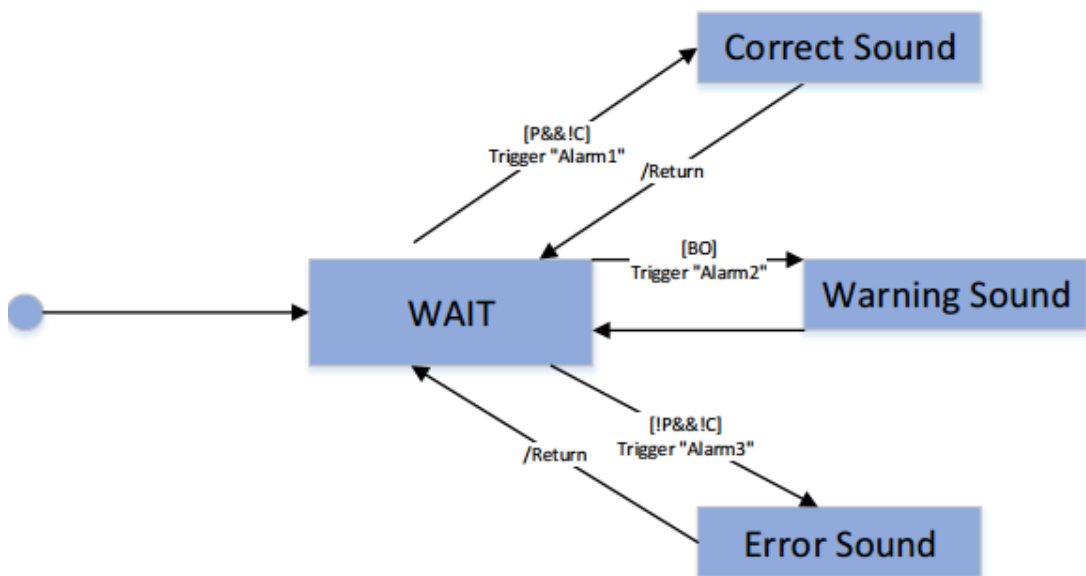 Correct Sound
[P&&!C]
Trigger "Alarm1"
/Return
[BO]
Trigger "Alarm2"
Warning Sound
WAIT
[!P&&!C]
Trigger "Alarm3"
/Return
Error Sound